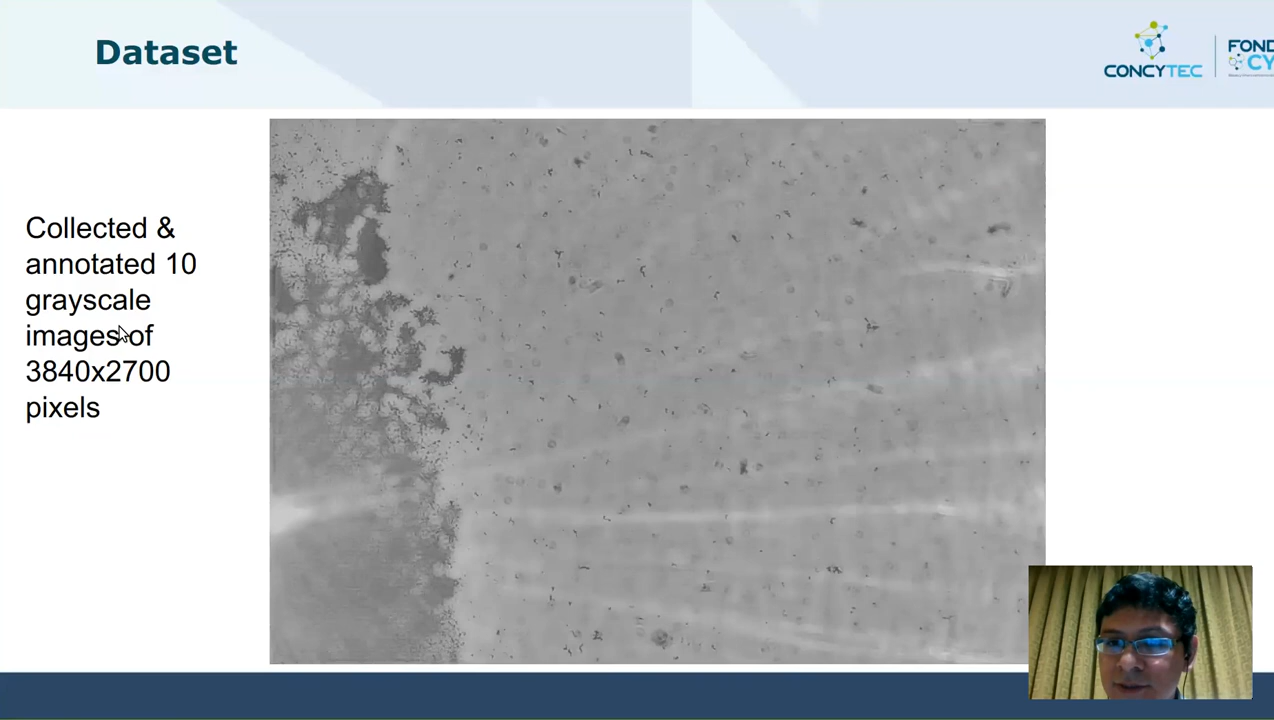 Dataset
CONCYTEC
FOND
CY
Collected &
annotated 10
grayscale
images of
3840x2700
pixels